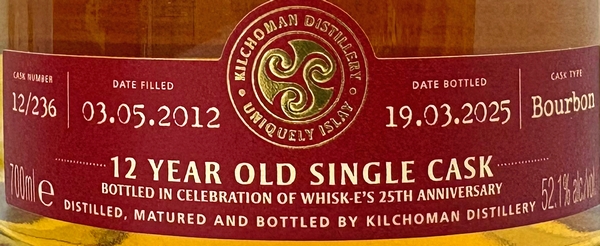 KILCHOMAN DISTILLERY
UNIQUELY ISLAY
CASK NUMBER
12/236
DATE FILLED
03.05.2012
DATE BOTTLED
19.03.2025
CASK TYPE
Bourbon
12 YEAR OLD SINGLE CASK
BOTTLED IN CELEBRATION OF WHISK-E'S 25TH ANNIVERSARY
700ml e
52.1% alc/vol.
DISTILLED, MATURED AND BOTTLED BY KILCHOMAN DISTILLERY